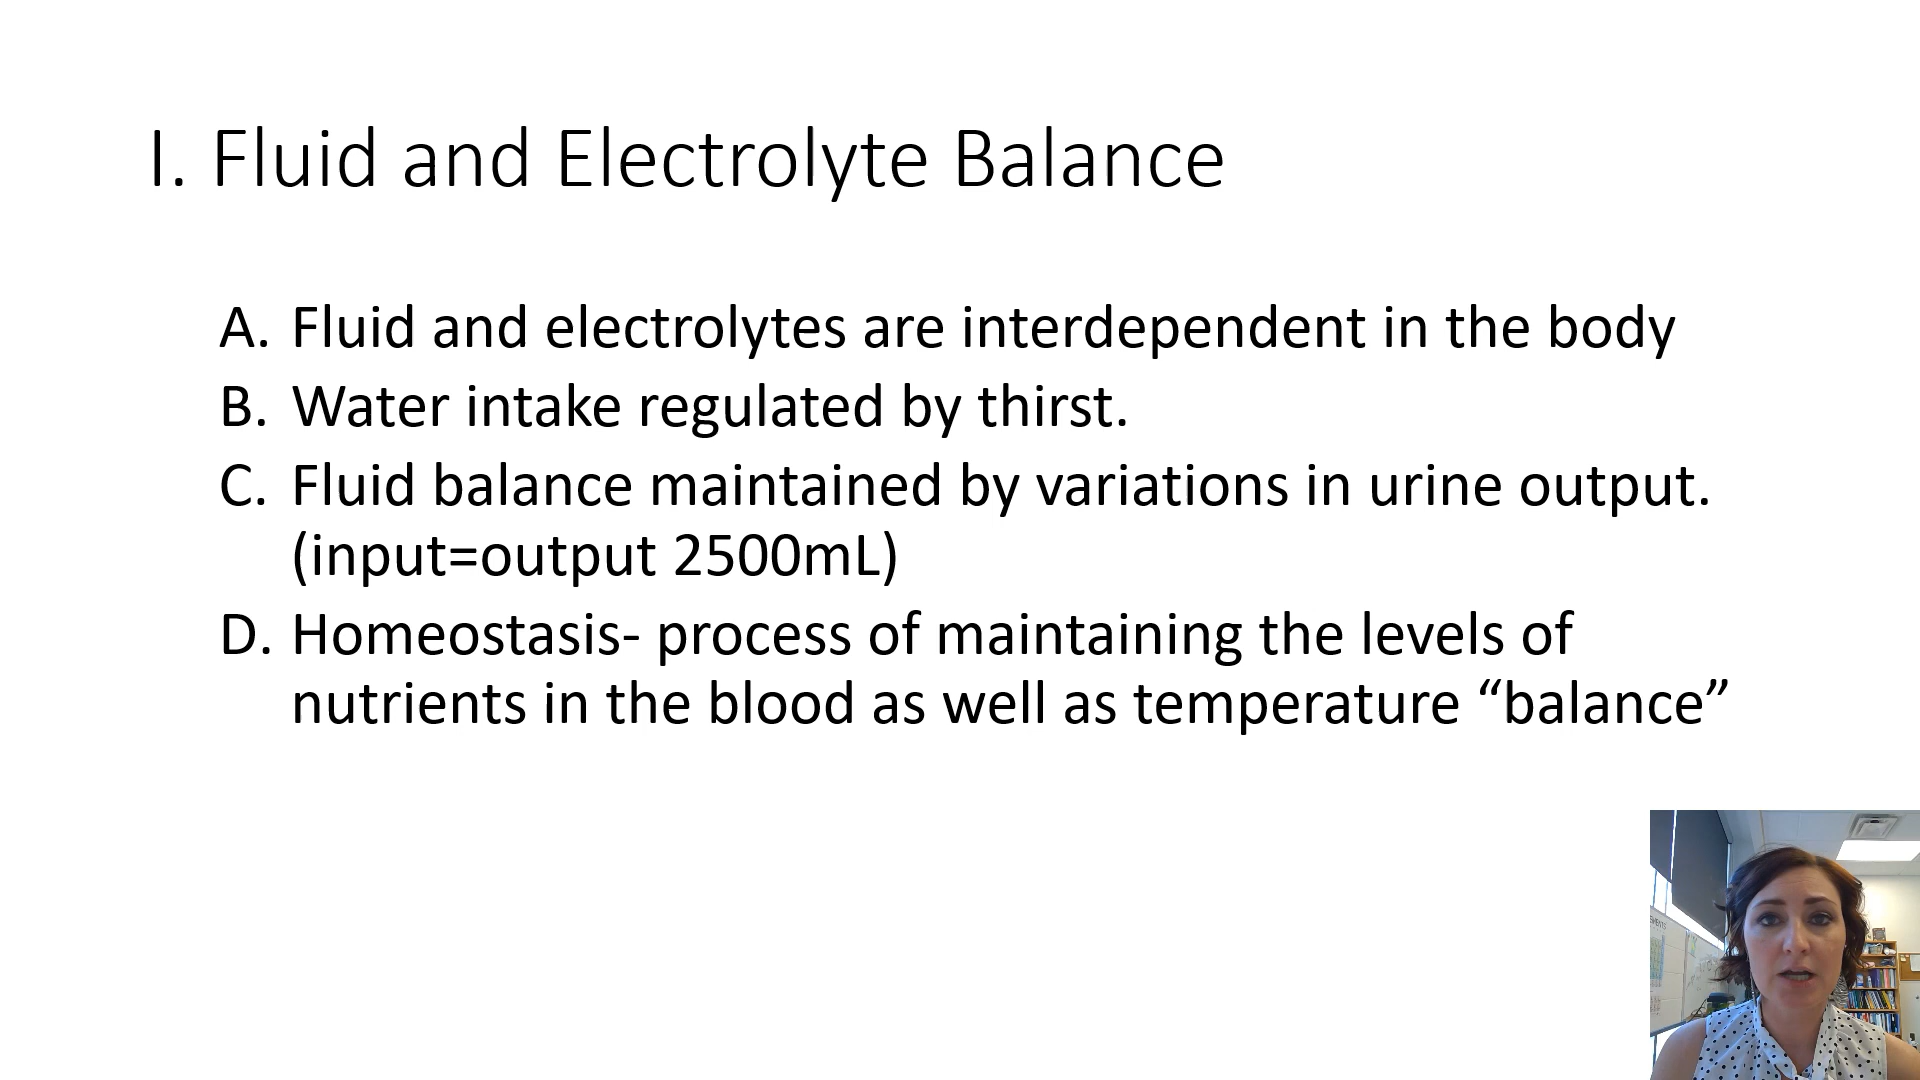 I. Fluid and Electrolyte Balance
A. Fluid and electrolytes are interdependent in the body
B. Water intake regulated by thirst.
C. Fluid balance maintained by variations in urine output.
(input=output 2500mL)
D. Homeostasis- process of maintaining the levels of
nutrients in the blood as well as temperature “balance”